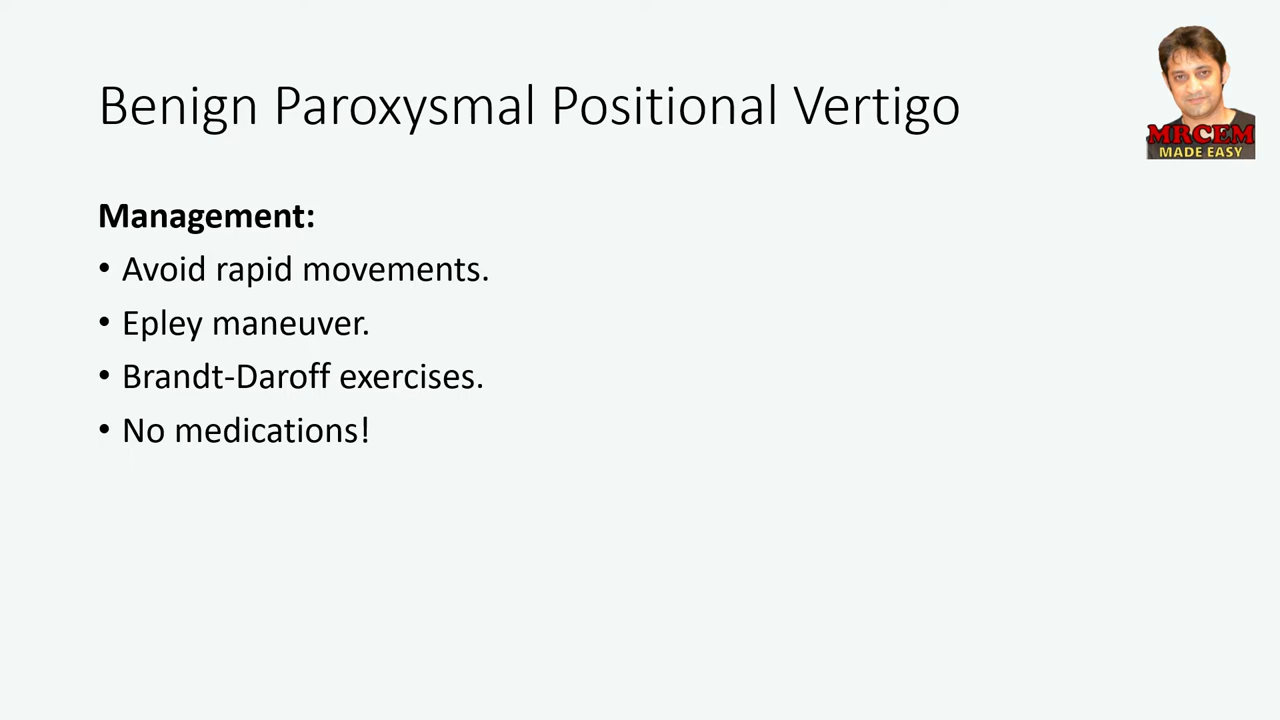 Benign Paroxysmal Positional Vertigo
MRCEM
MADE EASY
Management:
• Avoid rapid movements.
• Epley maneuver.
• Brandt-Daroff exercises.
• No medications!